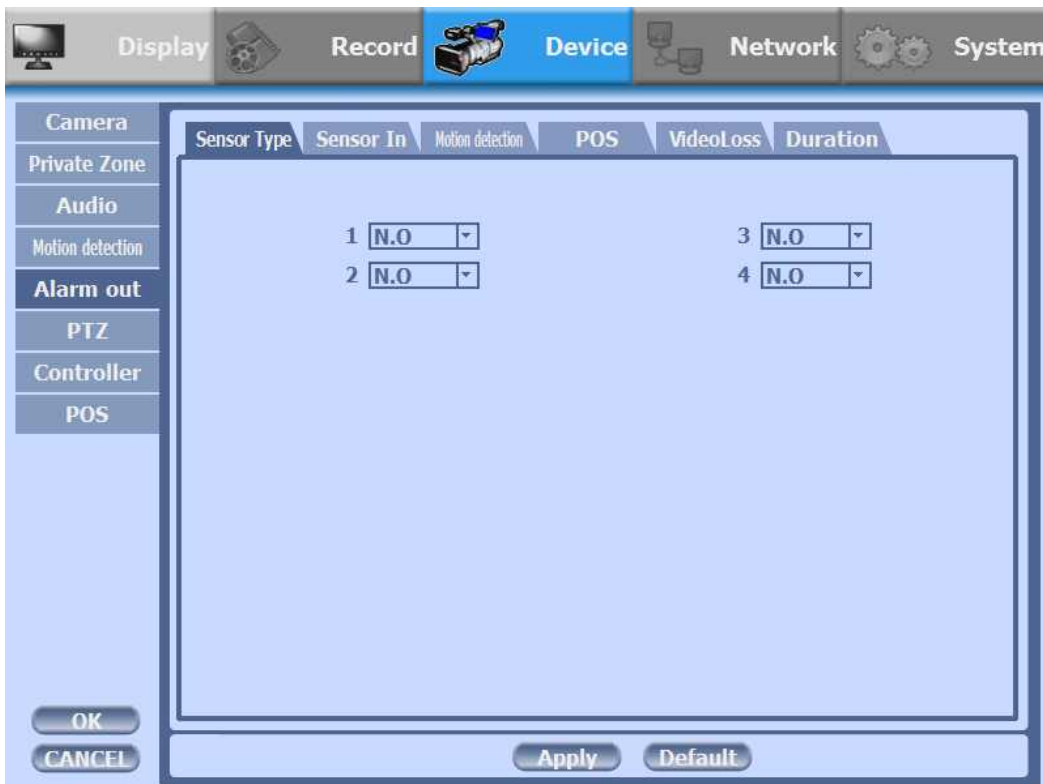 Display Record Device Network System
Camera
Private Zone
Audio
Motion detection
Alarm out
PTZ
Controller
POS
OK
CANCEL
Sensor Type Sensor In Motion detection POS VideoLoss Duration
1 N.O 3 N.O
2 N.O 4 N.O
Apply Default